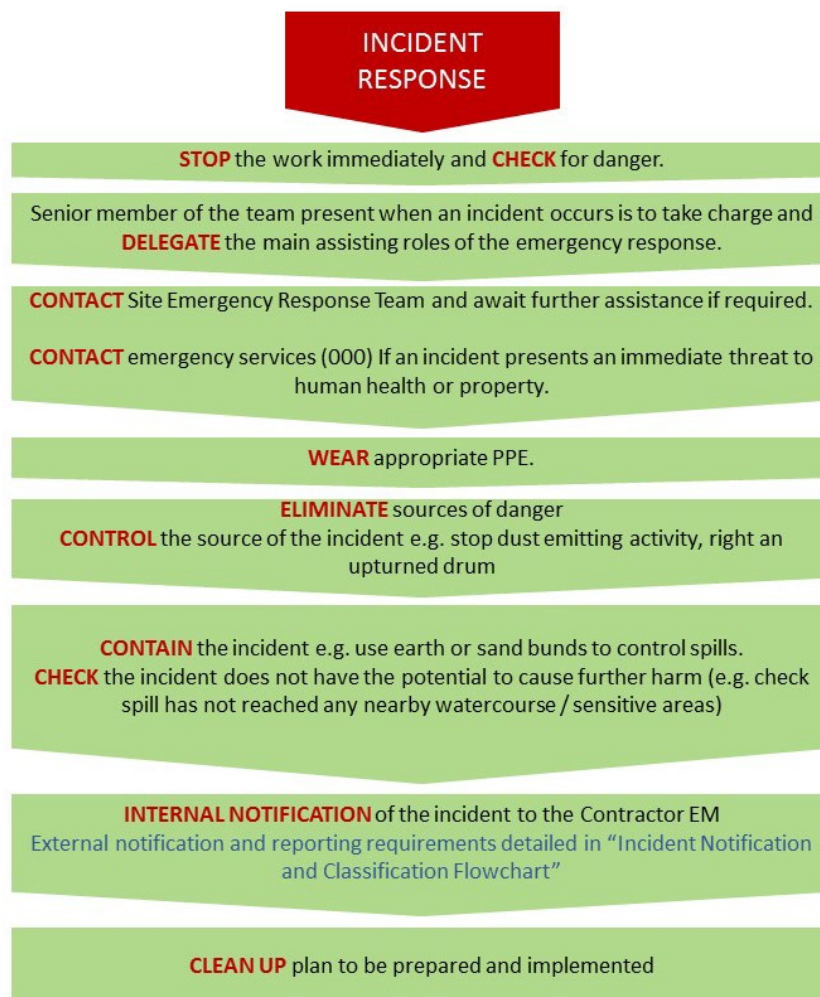 INCIDENT
RESPONSE
STOP the work immediately and CHECK for danger.
Senior member of the team present when an incident occurs is to take charge and
DELEGATE the main assisting roles of the emergency response.
CONTACT Site Emergency Response Team and await further assistance if required.
CONTACT emergency services (000) If an incident presents an immediate threat to
human health or property.
WEAR appropriate PPE.
ELIMINATE sources of danger
CONTROL the source of the incident e.g. stop dust emitting activity, right an
upturned drum
CONTAIN the incident e.g. use earth or sand bunds to control spills.
CHECK the incident does not have the potential to cause further harm (e.g. check
spill has not reached any nearby watercourse / sensitive areas)
INTERNAL NOTIFICATION of the incident to the Contractor EM
External notification and reporting requirements detailed in “Incident Notification
and Classification Flowchart”
CLEAN UP plan to be prepared and implemented